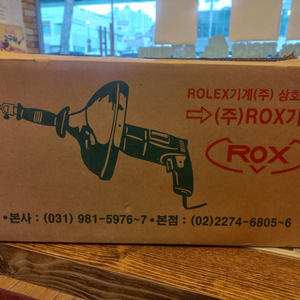 ROLEX기계(주) 상호
⇨(주)ROX기
ROX
•본사 : (031) 981-5976~7 •본점 : (02)2274-6805~6